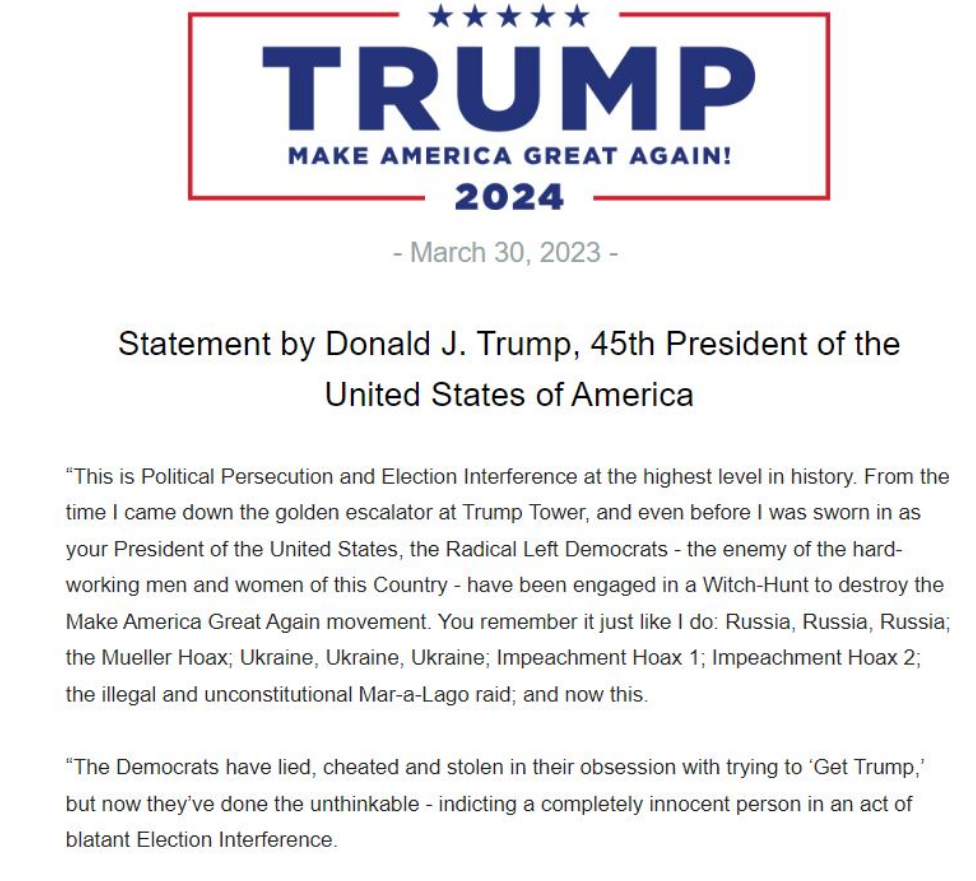 TRUMP
MAKE AMERICA GREAT AGAIN!
2024
- March 30, 2023 -
Statement by Donald J. Trump, 45th President of the
United States of America
“This is Political Persecution and Election Interference at the highest level in history. From the
time I came down the golden escalator at Trump Tower, and even before I was sworn in as
your President of the United States, the Radical Left Democrats - the enemy of the hard-
working men and women of this Country - have been engaged in a Witch-Hunt to destroy the
Make America Great Again movement. You remember it just like I do: Russia, Russia, Russia;
the Mueller Hoax; Ukraine, Ukraine, Ukraine; Impeachment Hoax 1; Impeachment Hoax 2;
the illegal and unconstitutional Mar-a-Lago raid; and now this.
“The Democrats have lied, cheated and stolen in their obsession with trying to ‘Get Trump,’
but now they’ve done the unthinkable - indicting a completely innocent person in an act of
blatant Election Interference.